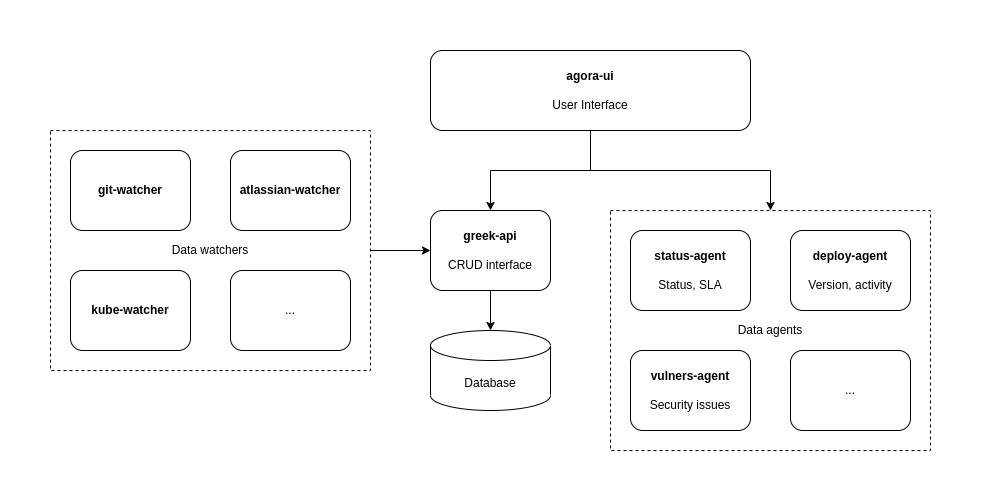 agora-ui
User Interface
git-watcher
atlassian-watcher
Data watchers
kube-watcher
...
greek-api
CRUD interface
Database
status-agent
Status, SLA
deploy-agent
Version, activity
Data agents
vulners-agent
Security issues
...